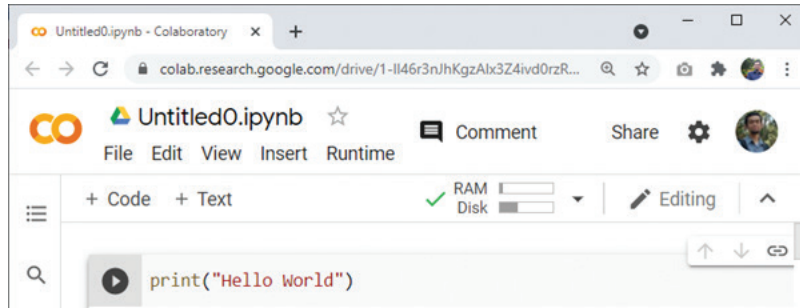 Untitled0.ipynb - Colaboratory
colab.research.google.com/drive/1-Il46r3nJhKgzAlx3Z4ivd0rzR...
Untitled0.ipynb
Comment
Share
File Edit View Insert Runtime
+ Code + Text
RAM
Disk
Editing
print("Hello World")